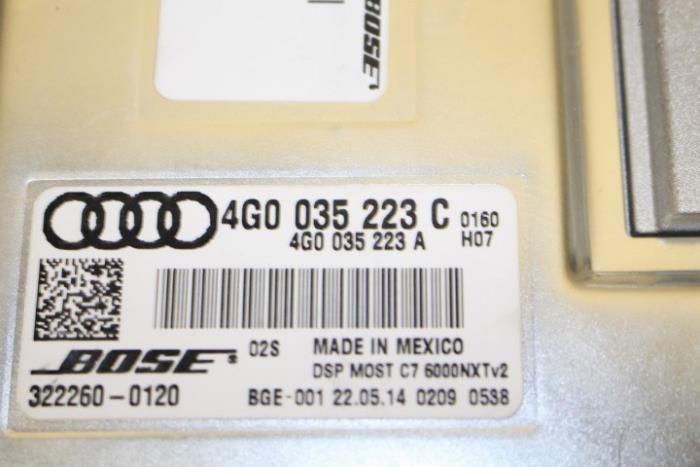 BOSE
4G0 035 223 C 0160
4G0 035 223 A H07
BOSE® 02S MADE IN MEXICO
DSP MOST C7 6000NXTv2
322260-0120 BGE-001 22.05.14 0209 0538